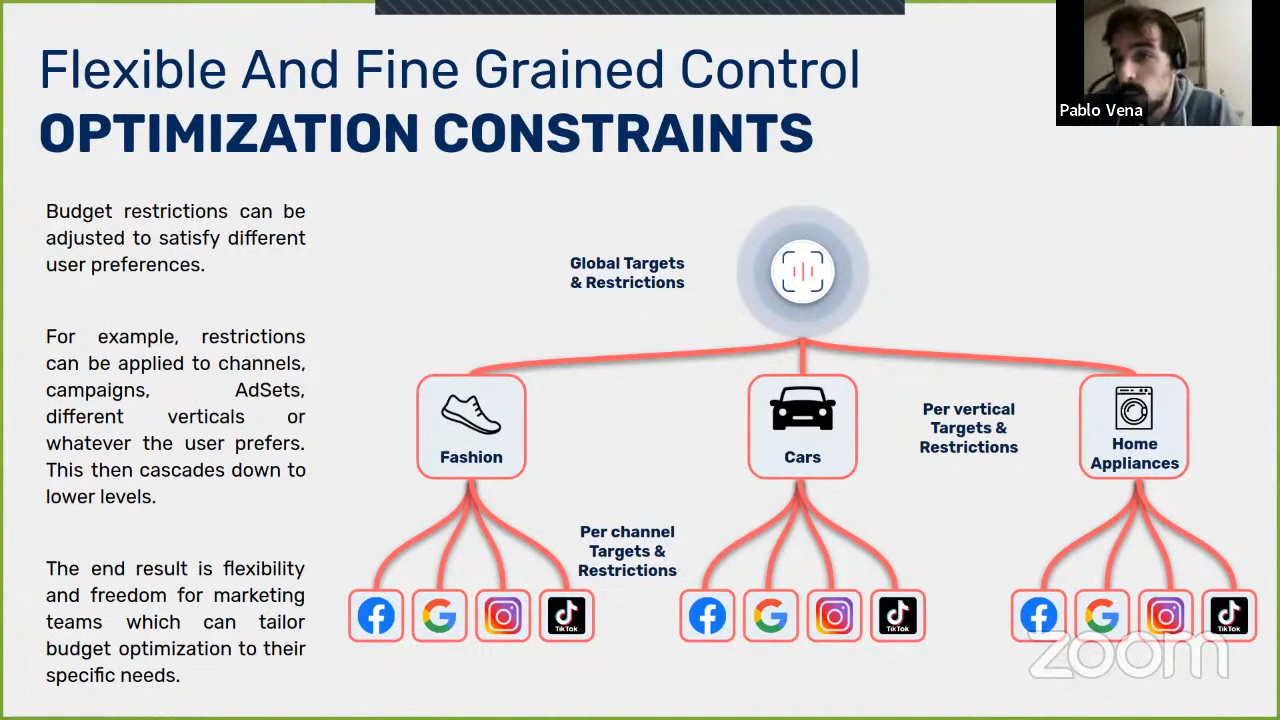 Flexible And Fine Grained Control
OPTIMIZATION CONSTRAINTS
Pablo Vena
Budget restrictions can be
adjusted to satisfy different
user preferences.
For example, restrictions
can be applied to channels,
campaigns, AdSets,
different verticals or
whatever the user prefers.
This then cascades down to
lower levels.
The end result is flexibility
and freedom for marketing
teams which can tailor
budget optimization to their
specific needs.
Global Targets
& Restrictions
Fashion
Cars
Per vertical
Targets &
Restrictions
Home
Appliances
Per channel
Targets &
Restrictions
TikTok
TikTok
TikTok
zoom